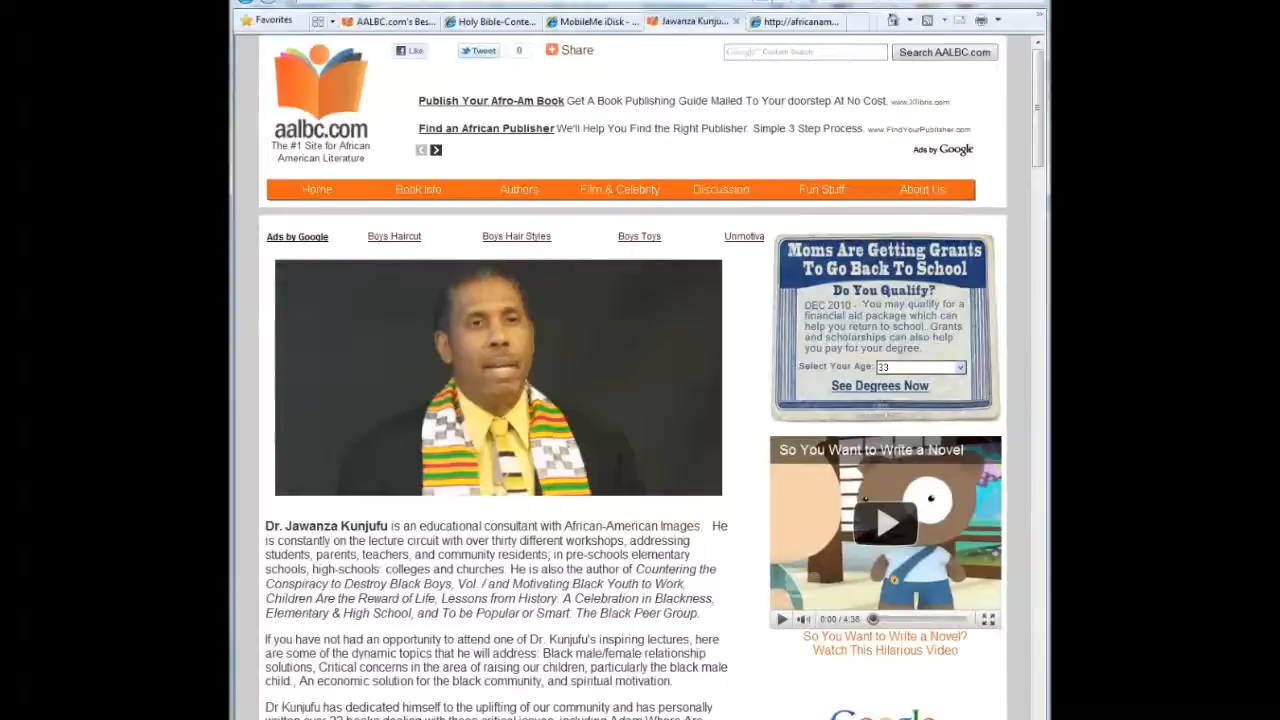 Favorites
AALBC.com's Bes...
Holy Bible-Conte...
MobileMe iDisk - ...
Jawanza Kunju...
http://africanam...
Like
Tweet
0
Share
Google™ Custom Search
Search AALBC.com
aalbc.com
The #1 Site for African
American Literature
Publish Your Afro-Am Book Get A Book Publishing Guide Mailed To Your doorstep At No Cost. www.Xlibris.com
Find an African Publisher We'll Help You Find the Right Publisher. Simple 3 Step Process. www.FindYourPublisher.com
Ads by Google
Home Book Info Authors Film & Celebrity Discussion Fun Stuff About Us
Ads by Google Boys Haircut Boys Hair Styles Boys Toys Unmotiva
Moms Are Getting Grants
To Go Back To School
Do You Qualify?
DEC 2010 - You may qualify for a
financial aid package which can
help you return to school. Grants
and scholarships can also help
you pay for your degree.
Select Your Age: 33
See Degrees Now
So You Want to Write a Novel
0:00 / 4:38
So You Want to Write a Novel?
Watch This Hilarious Video
Dr. Jawanza Kunjufu is an educational consultant with African-American Images. He
is constantly on the lecture circuit with over thirty different workshops, addressing
students, parents, teachers, and community residents; in pre-schools elementary
schools, high-schools: colleges and churches. He is also the author of Countering the
Conspiracy to Destroy Black Boys, Vol. / and Motivating Black Youth to Work,
Children Are the Reward of Life, Lessons from History. A Celebration in Blackness,
Elementary & High School, and To be Popular or Smart: The Black Peer Group.
If you have not had an opportunity to attend one of Dr. Kunjufu's inspiring lectures, here
are some of the dynamic topics that he will address: Black male/female relationship
solutions, Critical concerns in the area of raising our children, particularly the black male
child., An economic solution for the black community, and spiritual motivation.
Dr Kunjufu has dedicated himself to the uplifting of our community and has personally
Google